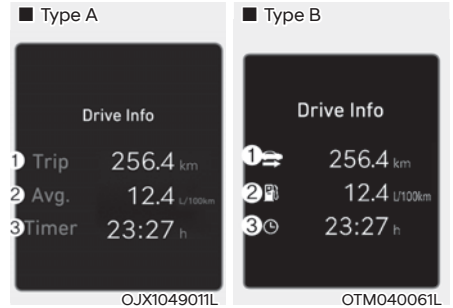 ■ Type A
Drive Info
1 Trip 256.4 km
2 Avg. 12.4 L/100km
3 Timer 23:27 h
OJX1049011L
■ Type B
Drive Info
1 256.4 km
2 12.4 L/100km
3 23:27 h
OTM040061L